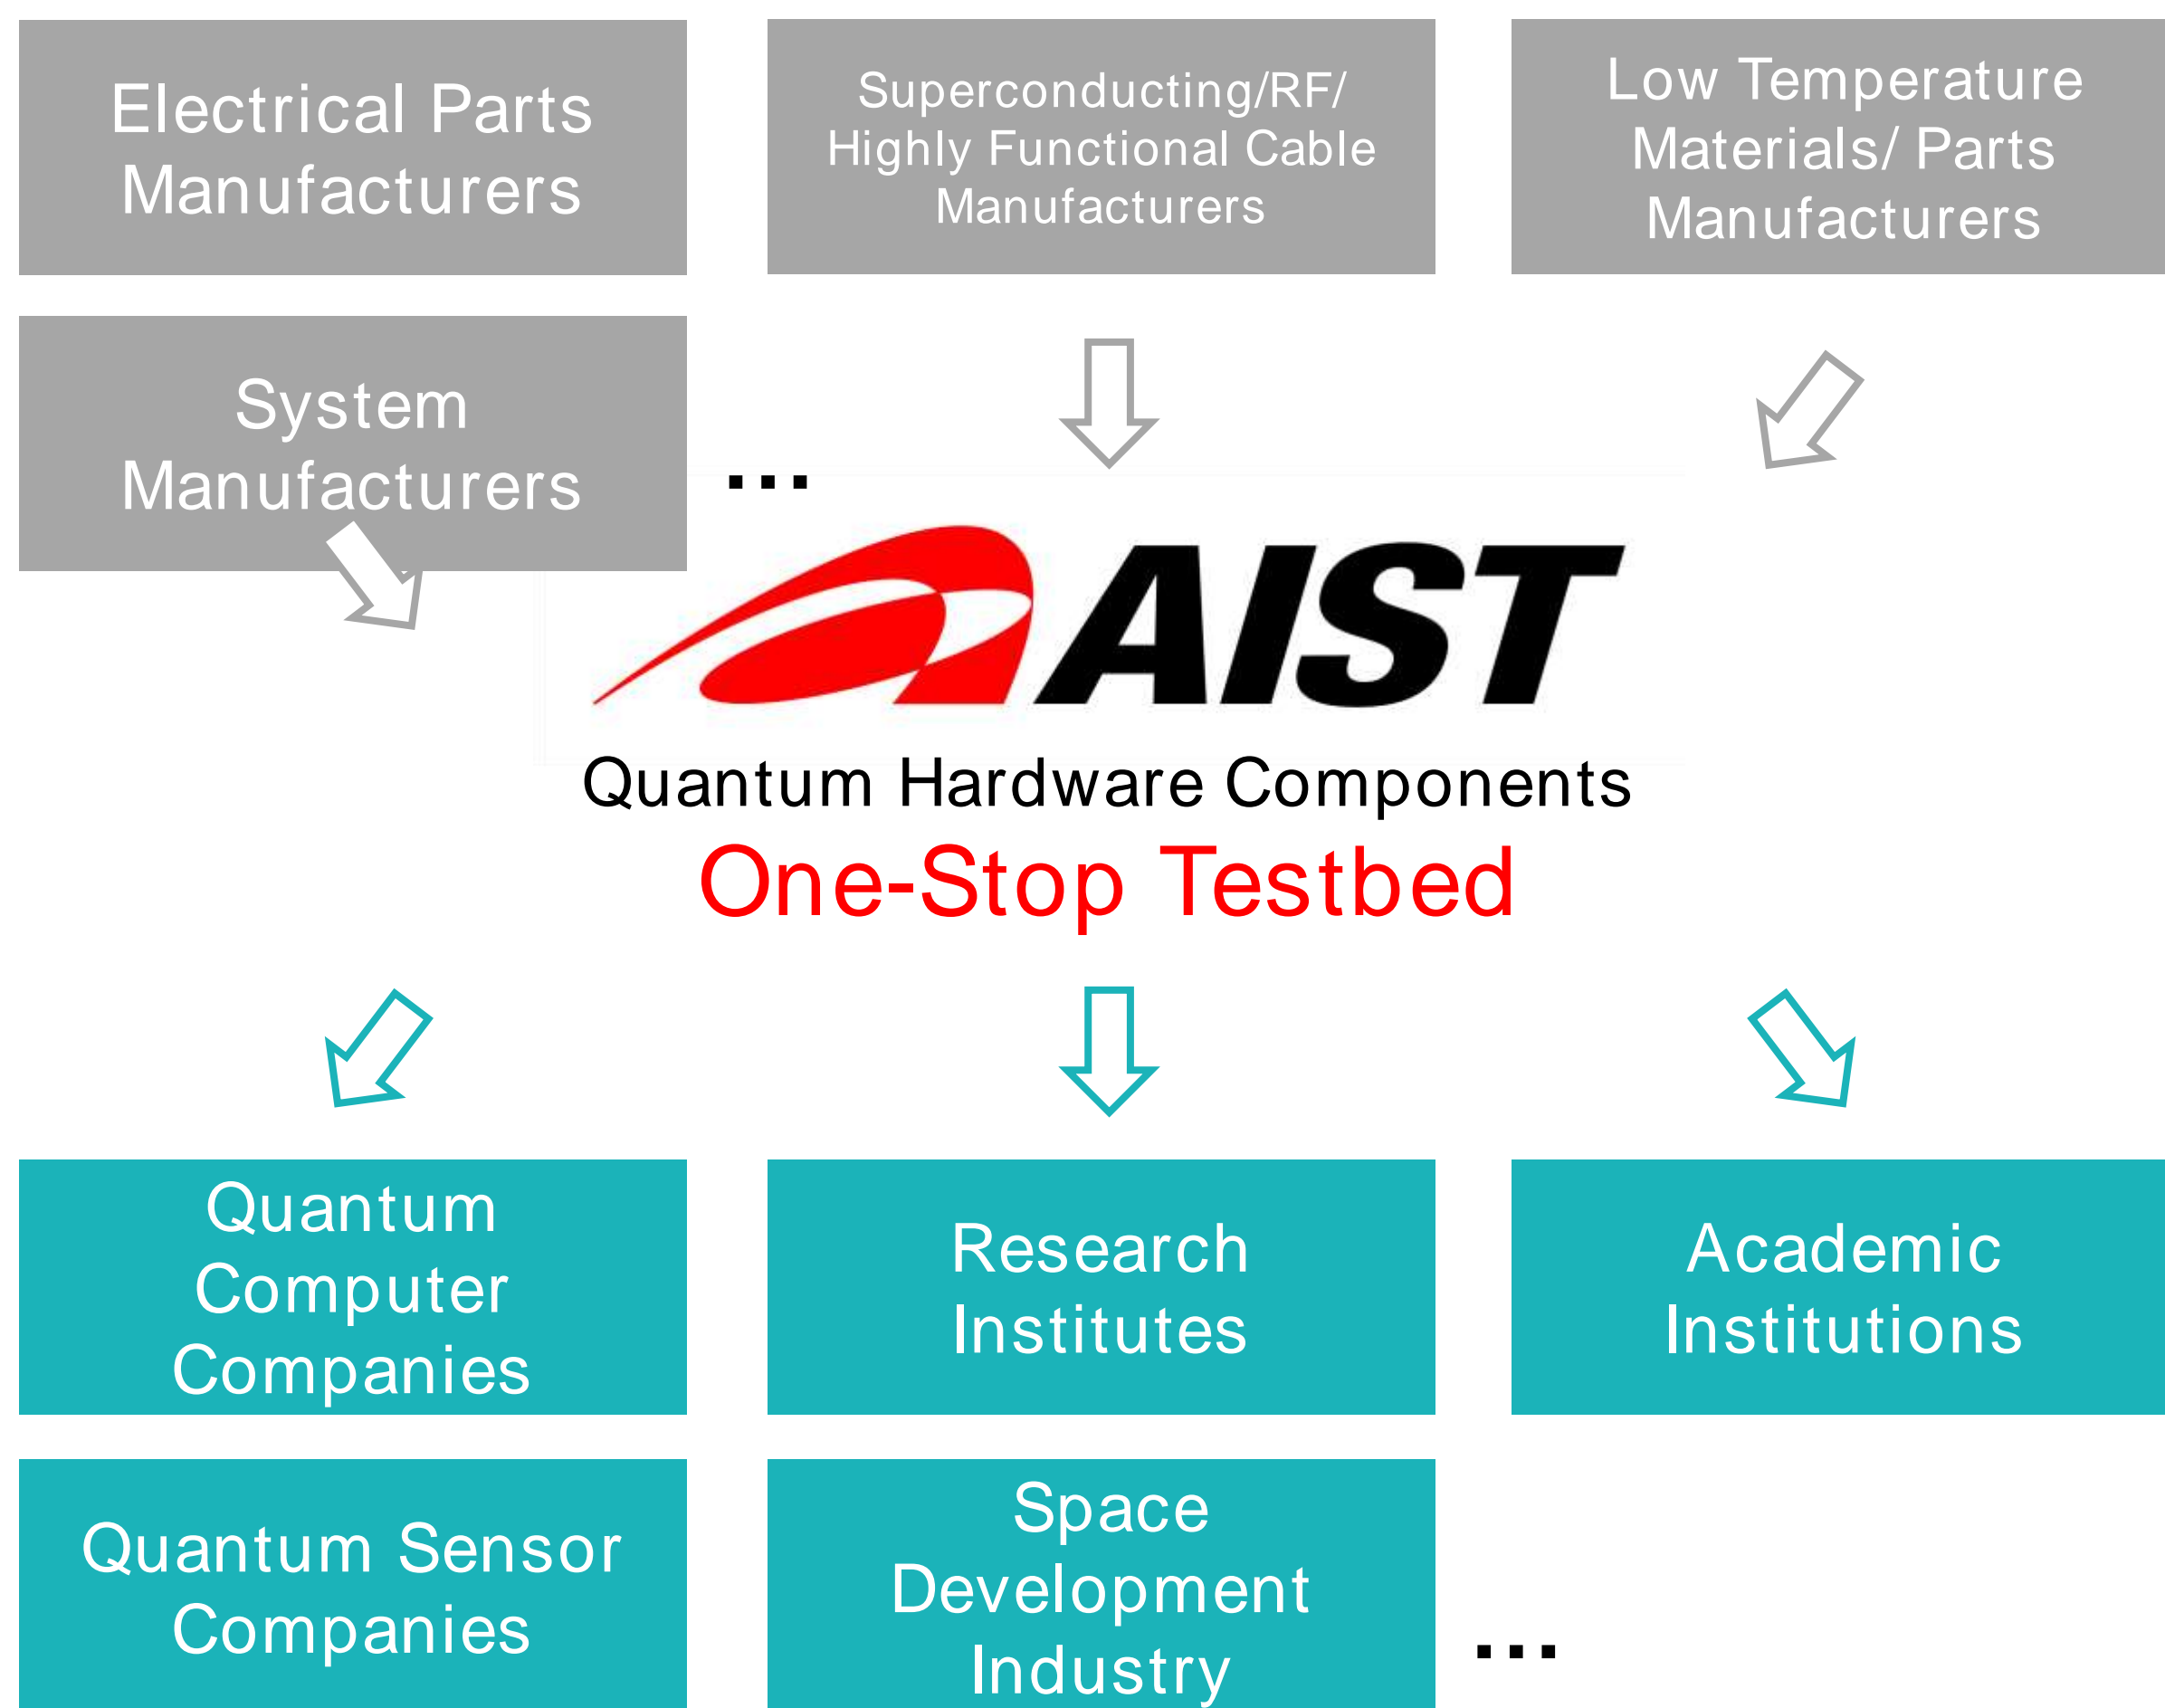 Electrical Parts
Manufacturers
Superconducting/RF/
Highly Functional Cable
Manufacturers
Low Temperature
Materials/ Parts
Manufacturers
System
Manufacturers
...
AIST
Quantum Hardware Components
One-Stop Testbed
Quantum
Computer
Companies
Research
Institutes
Academic
Institutions
Quantum Sensor
Companies
Space
Development
Industry
...